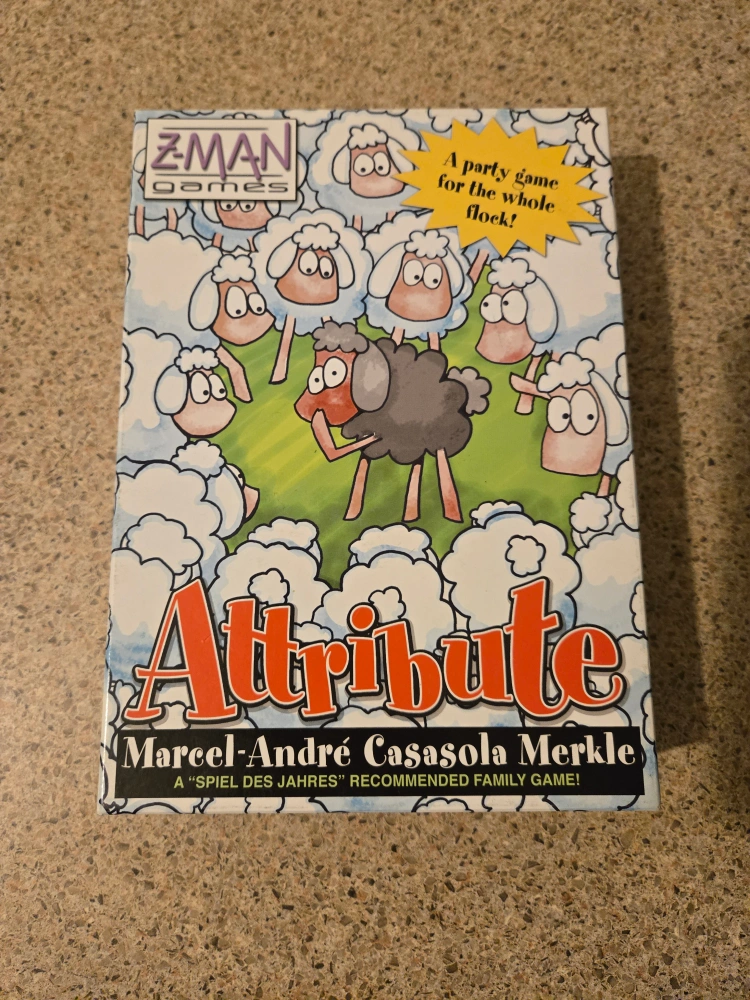 Z-MAN
games
A party game
for the whole
flock!
Attribute
Marcel-André Casasola Merkle
A "SPIEL DES JAHRES" RECOMMENDED FAMILY GAME!